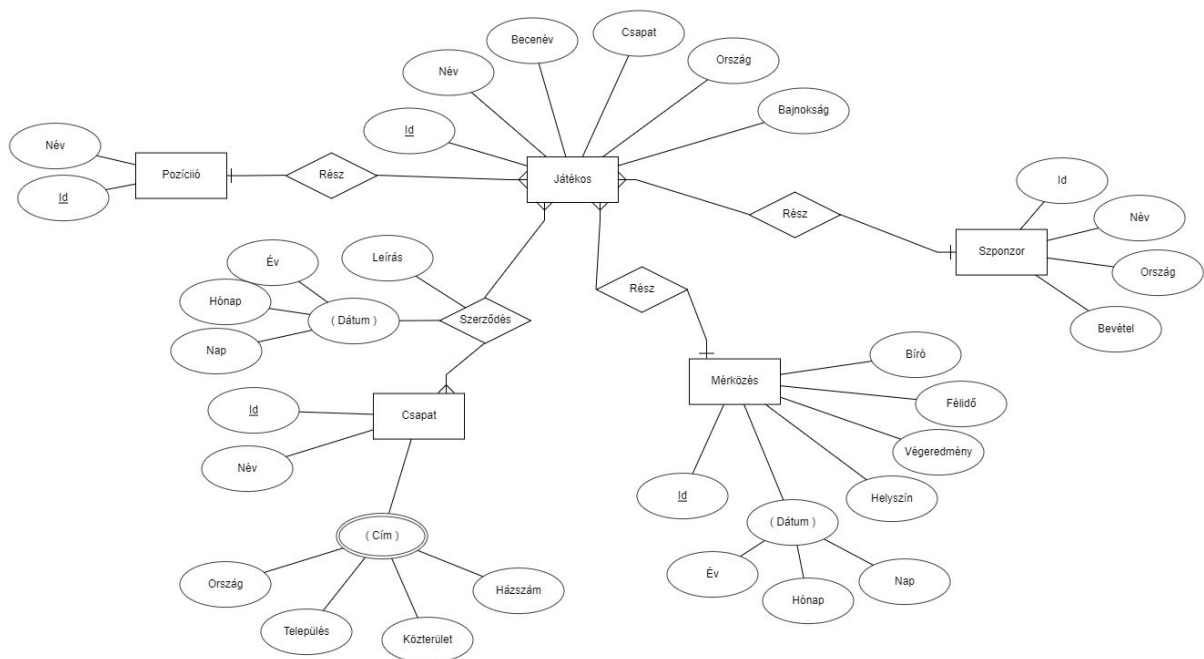 Becenév
Csapat
Ország
Név
Bajnokság
Id
Név
Id
Pozíciió
Rész
Játékos
Rész
Id
Név
Ország
Bevétel
Szponzor
Év
Hónap
Nap
( Dátum )
Leírás
Szerződés
Rész
Id
Név
Csapat
Mérközés
Bíró
Félidő
Végeredmény
Helyszín
Id
( Dátum )
Év
Hónap
Nap
( Cím )
Ország
Település
Közterület
Házszám